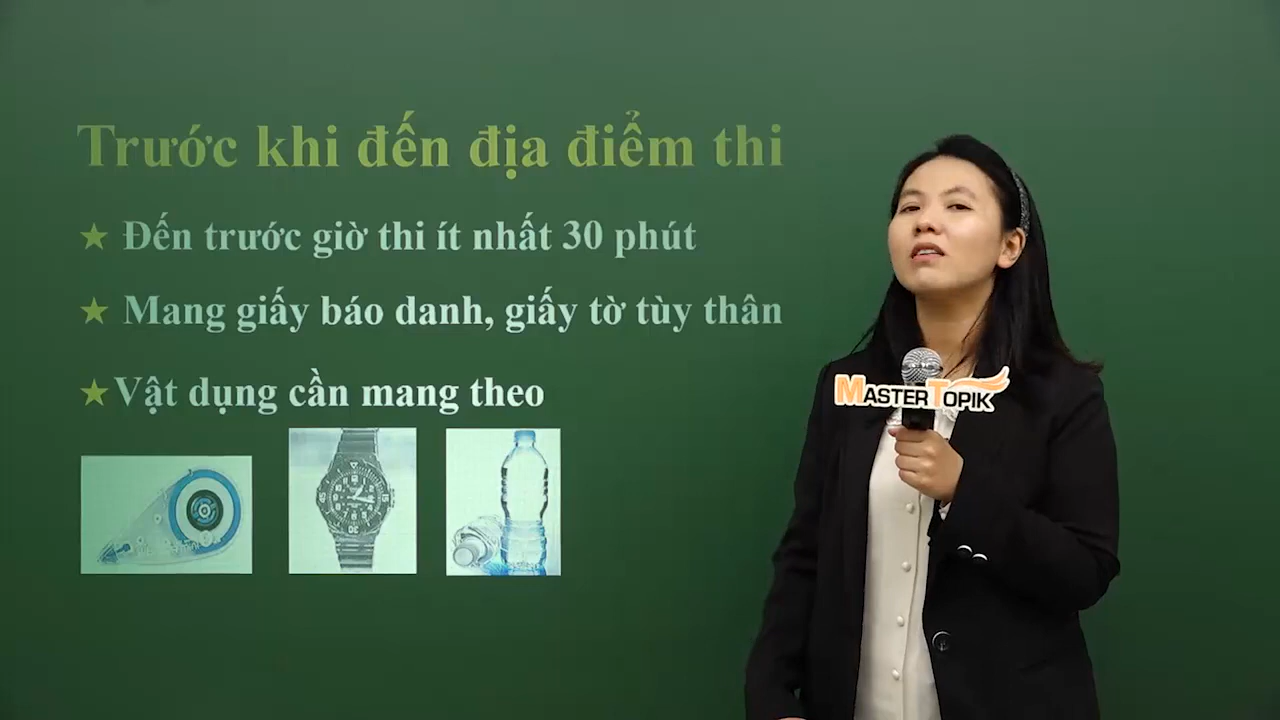 Trước khi đến địa điểm thi
★ Đến trước giờ thi ít nhất 30 phút
★ Mang giấy báo danh, giấy tờ tùy thân
★ Vật dụng cần mang theo
MASTER TOPIK